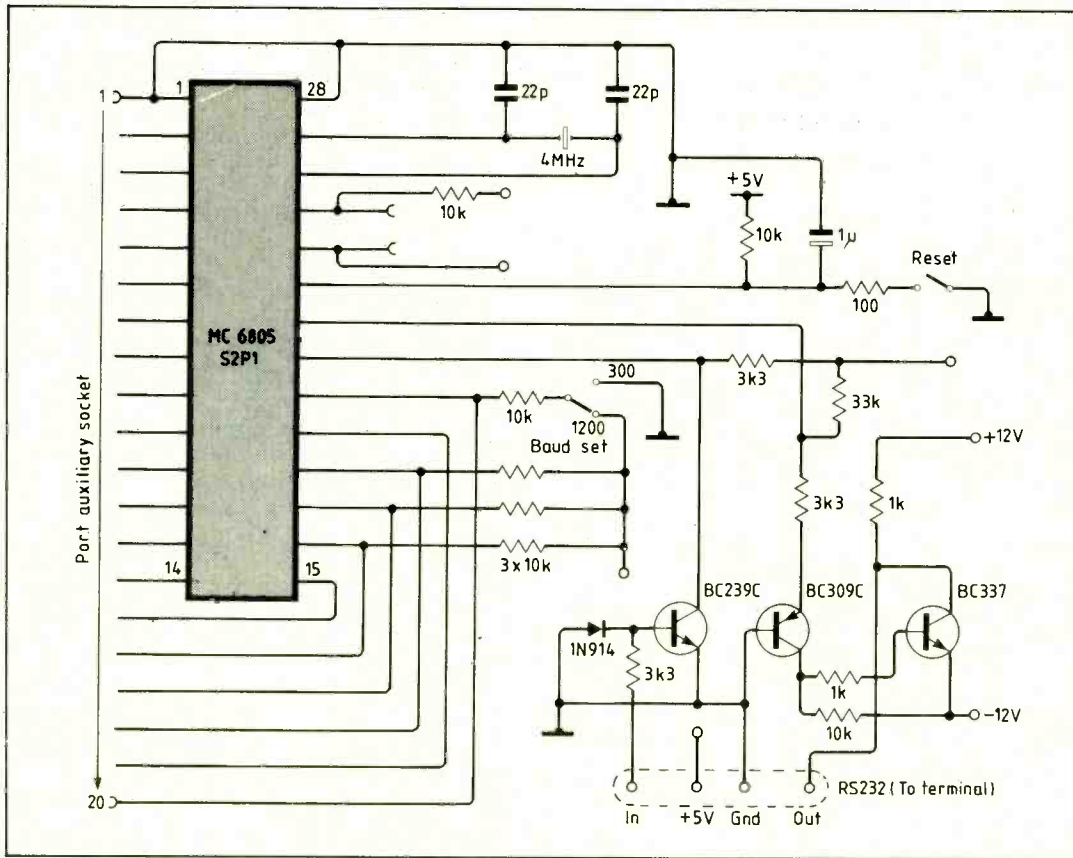 1
1
28
22p
22p
4MHz
+5V
10k
10k
1μ
Reset
100
MC 6805
S2P1
3k3
300
33k
10k
1200
Baud set
+12V
Port auxiliary socket
3k3
1k
3x10k
14
15
BC239C
BC309C
BC337
1N914
3k3
1k
10k
-12V
20
RS232 (To terminal)
In
+5V
Gnd
Out